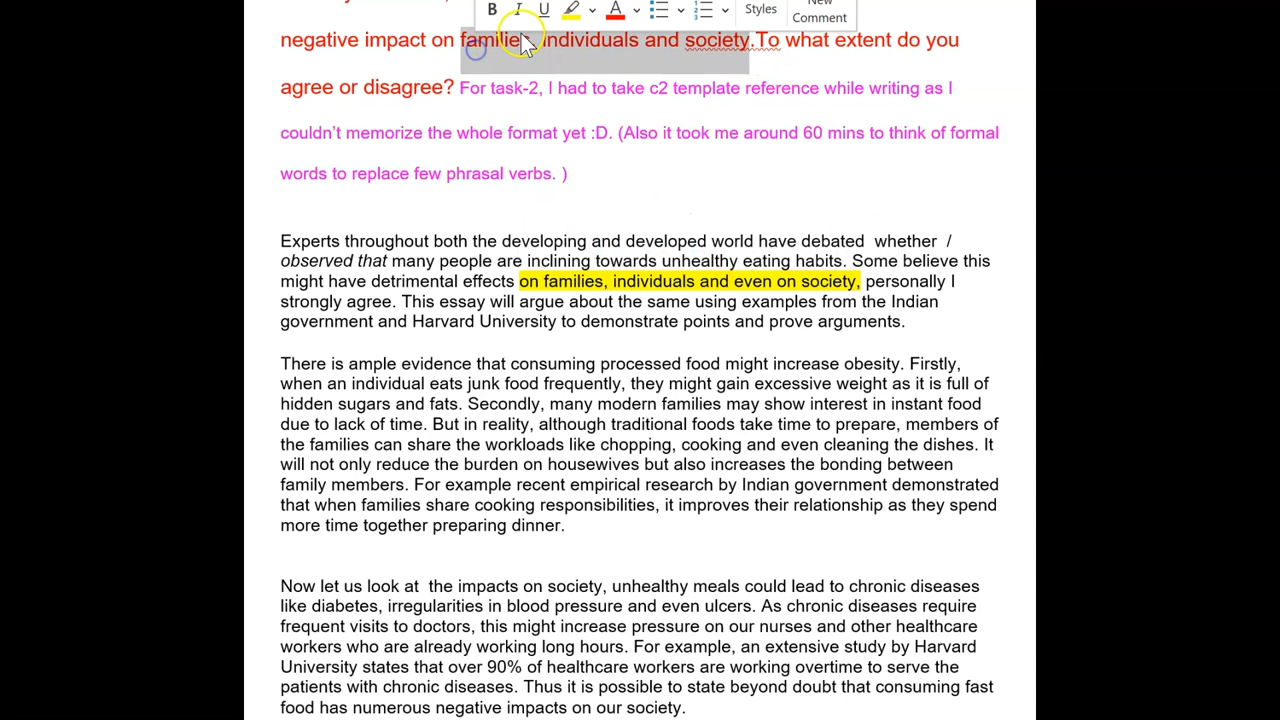 B I U A Styles New
Comment
negative impact on families, individuals and society.To what extent do you
agree or disagree? For task-2, I had to take c2 template reference while writing as I
couldn't memorize the whole format yet :D. (Also it took me around 60 mins to think of formal
words to replace few phrasal verbs. )
Experts throughout both the developing and developed world have debated  whether  /
observed that many people are inclining towards unhealthy eating habits. Some believe this
might have detrimental effects on families, individuals and even on society, personally I
strongly agree. This essay will argue about the same using examples from the Indian
government and Harvard University to demonstrate points and prove arguments.
There is ample evidence that consuming processed food might increase obesity. Firstly,
when an individual eats junk food frequently, they might gain excessive weight as it is full of
hidden sugars and fats. Secondly, many modern families may show interest in instant food
due to lack of time. But in reality, although traditional foods take time to prepare, members of
the families can share the workloads like chopping, cooking and even cleaning the dishes. It
will not only reduce the burden on housewives but also increases the bonding between
family members. For example recent empirical research by Indian government demonstrated
that when families share cooking responsibilities, it improves their relationship as they spend
more time together preparing dinner.
Now let us look at  the impacts on society, unhealthy meals could lead to chronic diseases
like diabetes, irregularities in blood pressure and even ulcers. As chronic diseases require
frequent visits to doctors, this might increase pressure on our nurses and other healthcare
workers who are already working long hours. For example, an extensive study by Harvard
University states that over 90% of healthcare workers are working overtime to serve the
patients with chronic diseases. Thus it is possible to state beyond doubt that consuming fast
food has numerous negative impacts on our society.